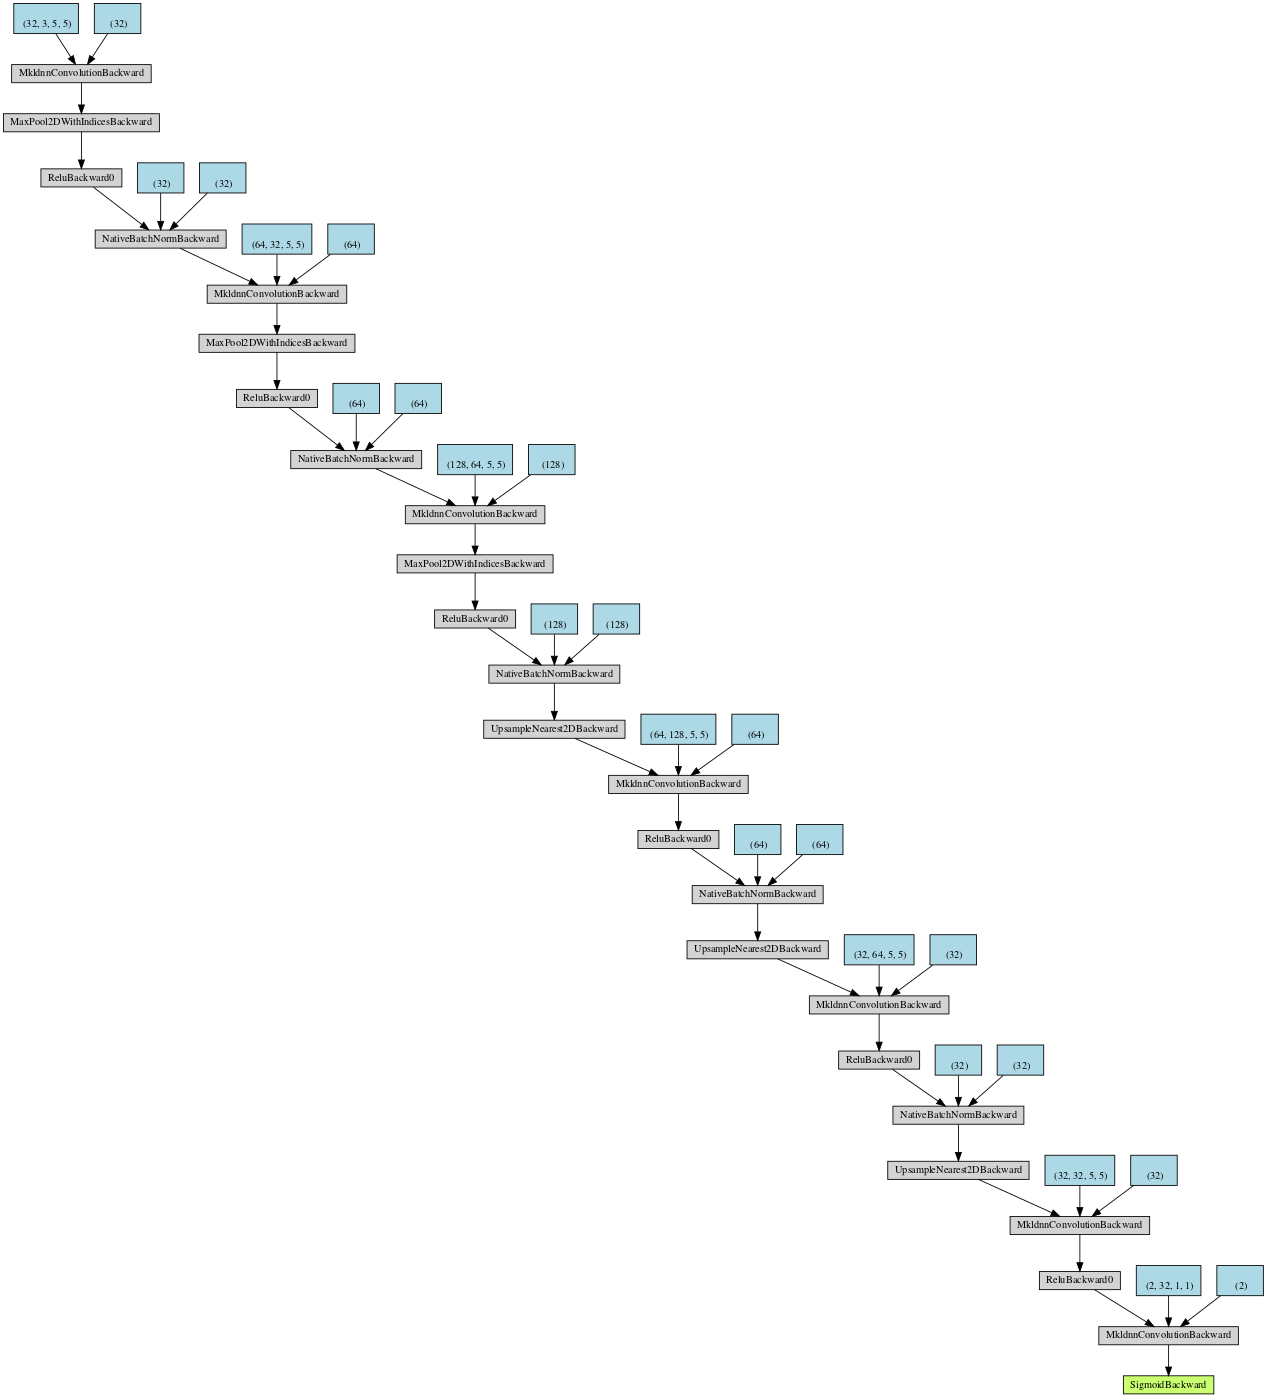 (32, 3, 5, 5)
(32)
MkldnnConvolutionBackward
MaxPool2DWithIndicesBackward
ReluBackward0
(32)
(32)
NativeBatchNormBackward
(64, 32, 5, 5)
(64)
MkldnnConvolutionBackward
MaxPool2DWithIndicesBackward
ReluBackward0
(64)
(64)
NativeBatchNormBackward
(128, 64, 5, 5)
(128)
MkldnnConvolutionBackward
MaxPool2DWithIndicesBackward
ReluBackward0
(128)
(128)
NativeBatchNormBackward
UpsampleNearest2DBackward
(64, 128, 5, 5)
(64)
MkldnnConvolutionBackward
ReluBackward0
(64)
(64)
NativeBatchNormBackward
UpsampleNearest2DBackward
(32, 64, 5, 5)
(32)
MkldnnConvolutionBackward
ReluBackward0
(32)
(32)
NativeBatchNormBackward
UpsampleNearest2DBackward
(32, 32, 5, 5)
(32)
MkldnnConvolutionBackward
ReluBackward0
(2, 32, 1, 1)
(2)
MkldnnConvolutionBackward
SigmoidBackward